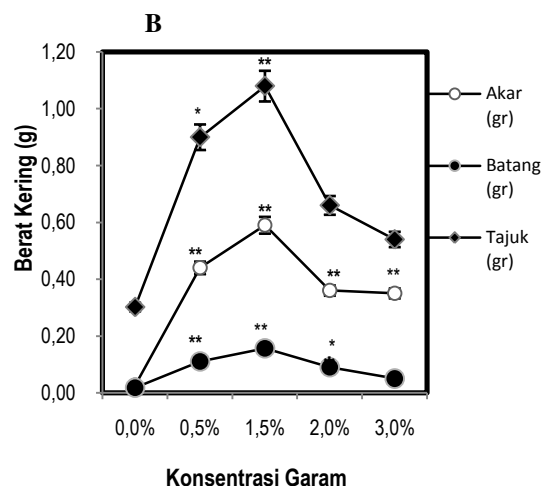 B
Berat Kering (g)
1,20
1,00
0,80
0,60
0,40
0,20
0,00
**
*
**
**
**
**
**
**
*
0,0% 0,5% 1,5% 2,0% 3,0%
Konsentrasi Garam
Akar
(gr)
Batang
(gr)
Tajuk
(gr)